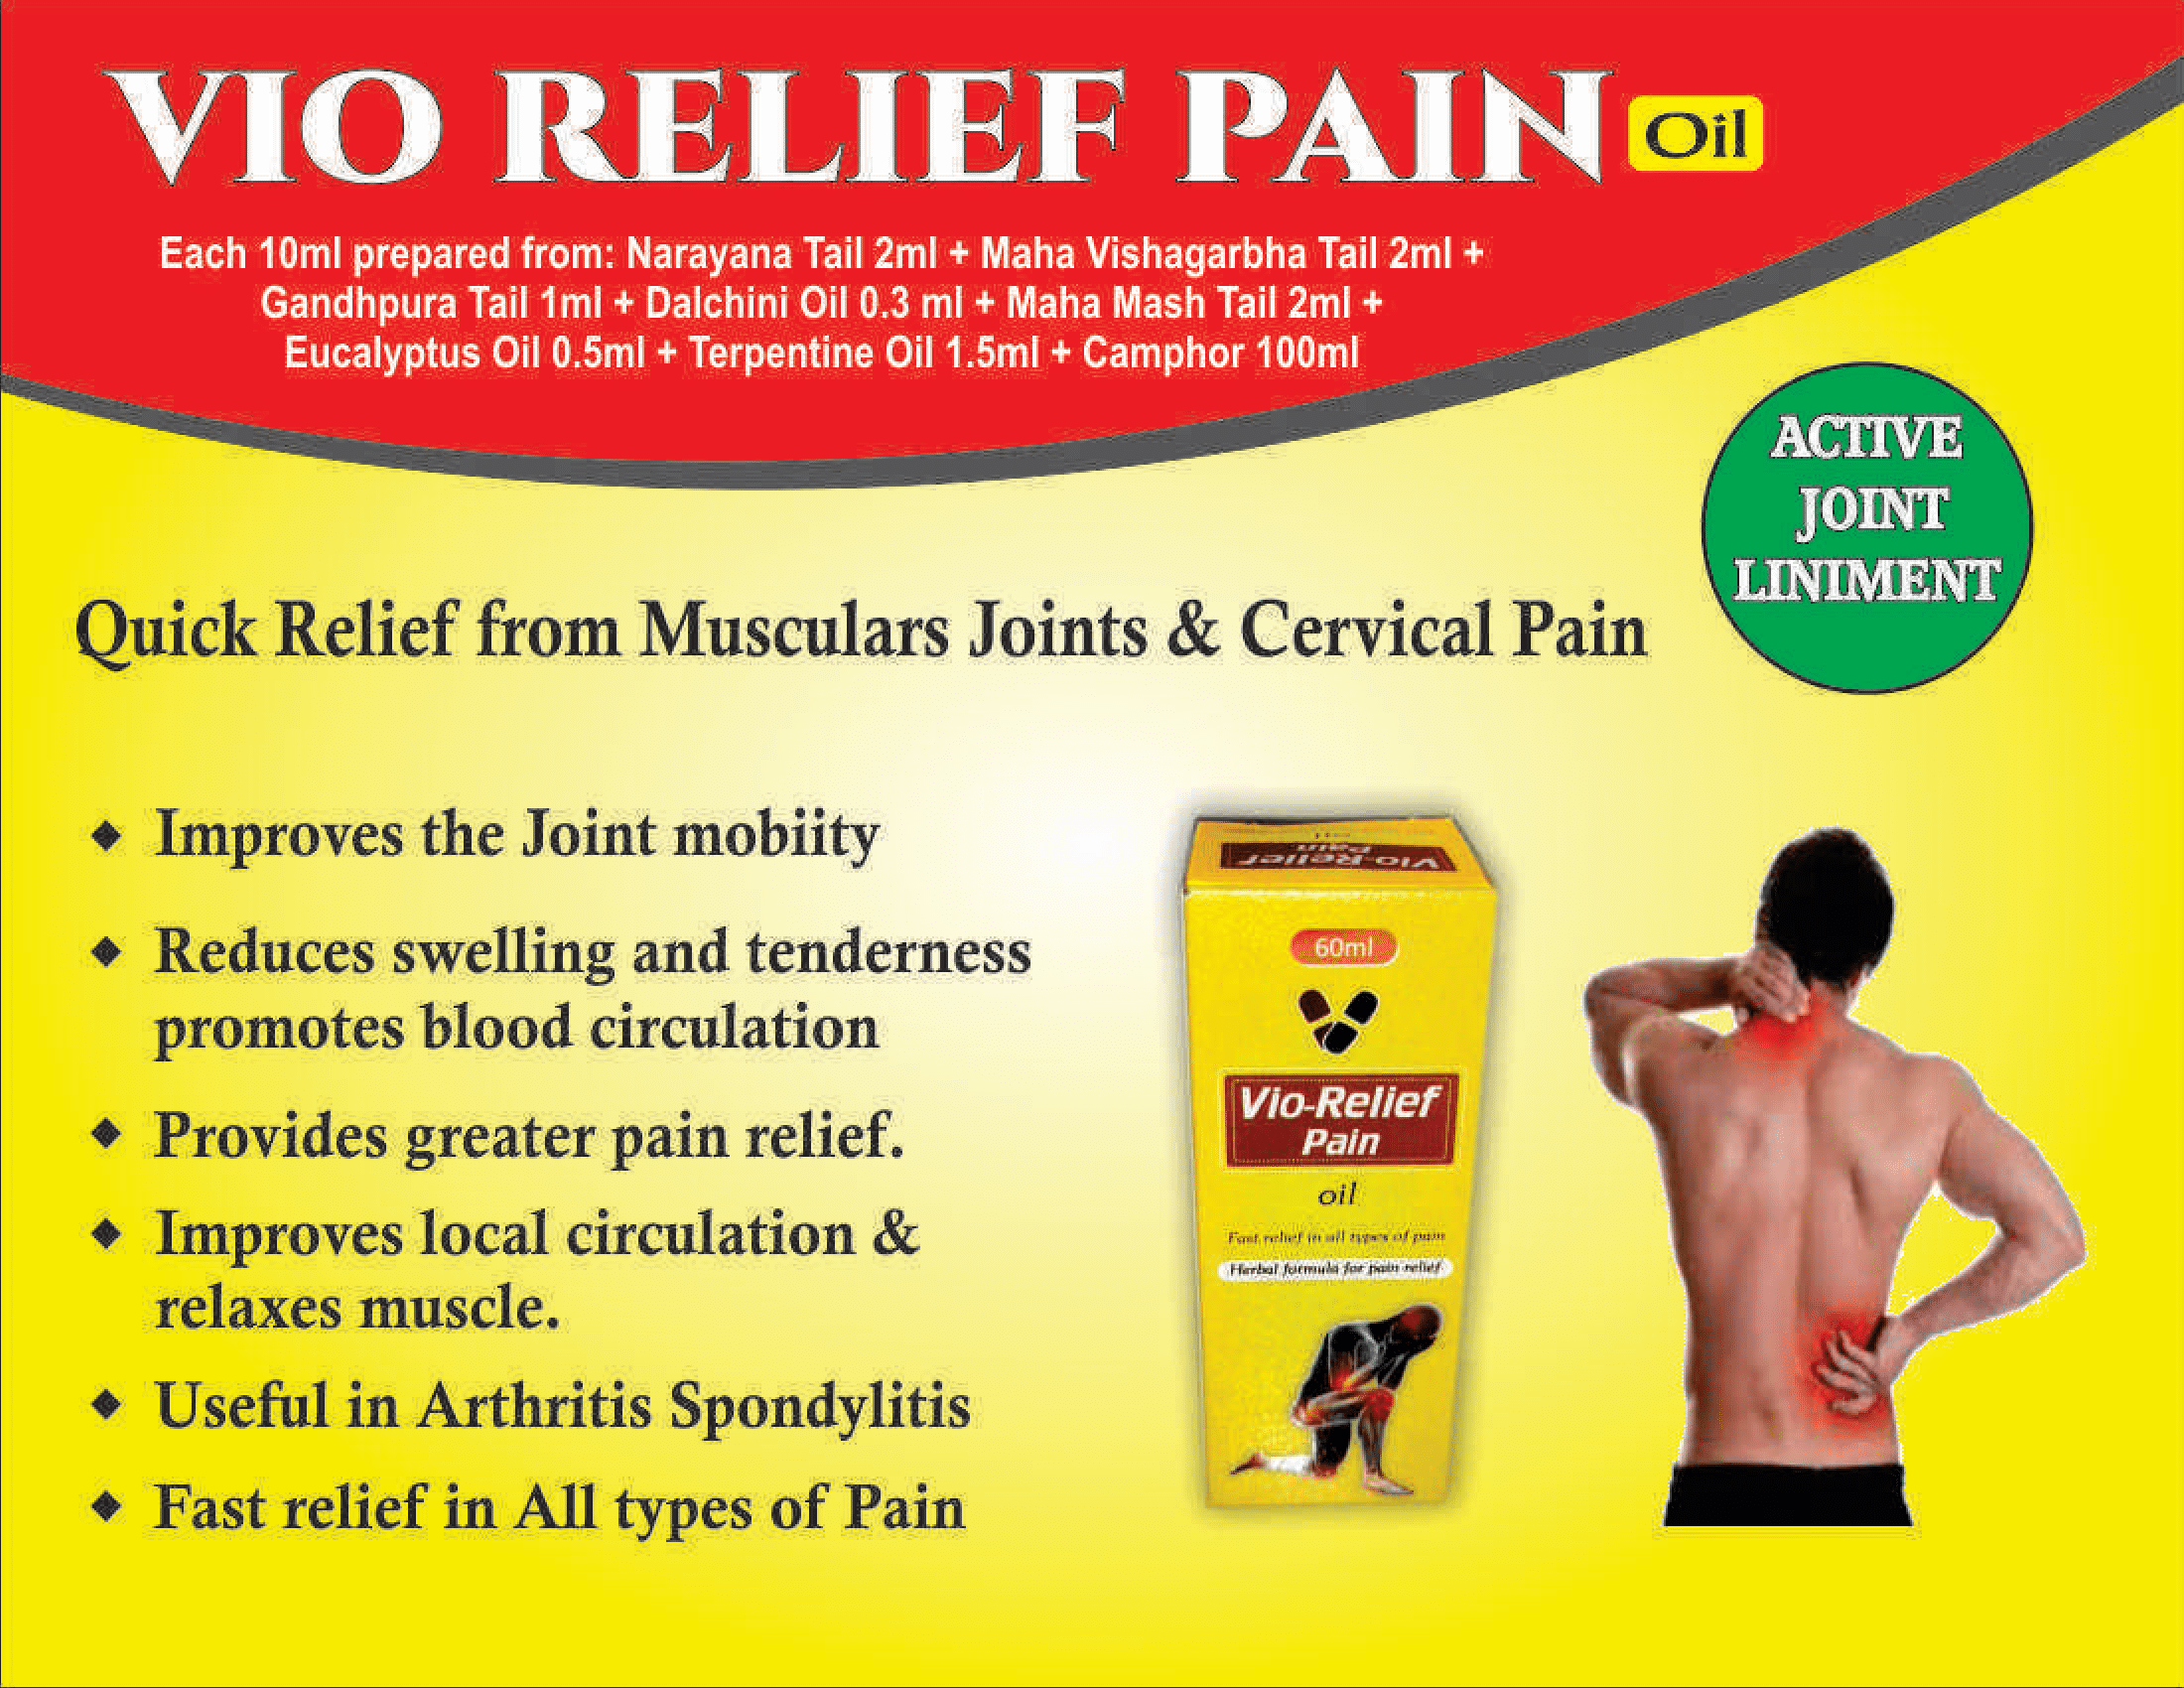 VIO RELIEF PAIN Oil
Each 10ml prepared from: Narayana Tail 2ml + Maha Vishagarbha Tail 2ml +
Gandhpura Tail 1ml + Dalchini Oil 0.3 ml + Maha Mash Tail 2ml +
Eucalyptus Oil 0.5ml + Terpentine Oil 1.5ml + Camphor 100ml
ACTIVE
JOINT
LINIMENT
Quick Relief from Musculars Joints & Cervical Pain
Improves the Joint mobiity
Reduces swelling and tenderness
promotes blood circulation
Provides greater pain relief.
Improves local circulation &
relaxes muscle.
Useful in Arthritis Spondylitis
Fast relief in All types of Pain
Vio-Relief
Pain
60ml
Vio-Relief
Pain
oil
Fast relief in all types of pain
Herbal formula for pain relief